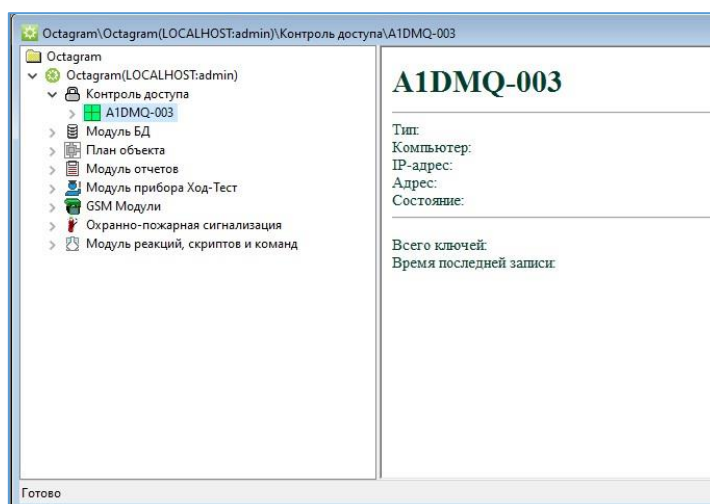 Octagram\Octagram(LOCALHOST:admin)\Контроль доступа\A1DMQ-003
Octagram
Octagram(LOCALHOST:admin)
Контроль доступа
A1DMQ-003
Модуль БД
План объекта
Модуль отчетов
Модуль прибора Ход-Тест
GSM Модули
Охранно-пожарная сигнализация
Модуль реакций, скриптов и команд
A1DMQ-003
Тип:
Компьютер:
IP-адрес:
Адрес:
Состояние:
Всего ключей:
Время последней записи:
Готово